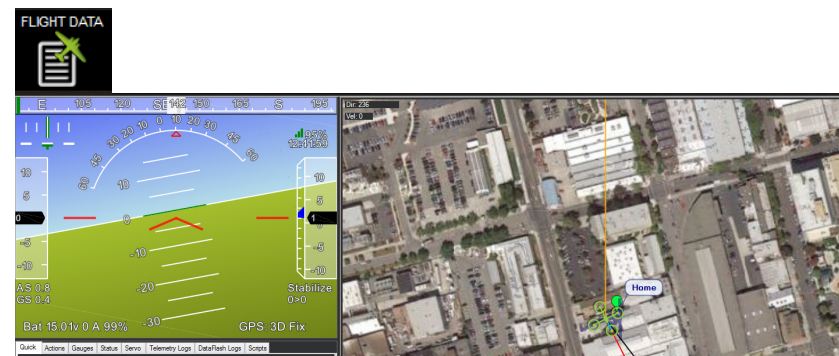 FLIGHT DATA
E 105 120 SE 142 150 165 S 195
Dir: 236
Vel: 0
60 45 30 20 10 0 10 20 30 45 60
95%
12:41:59
10
5
0
-5
-10
10
0
-10
-20
-30
10
5
1
-5
-10
AS 0.8
GS 0.4
Stabilize
0>0
Bat 15.01v 0 A 99%
GPS: 3D Fix
Home
Quick Actions Gauges Status Servo Telemetry Logs DataFlash Logs Scripts